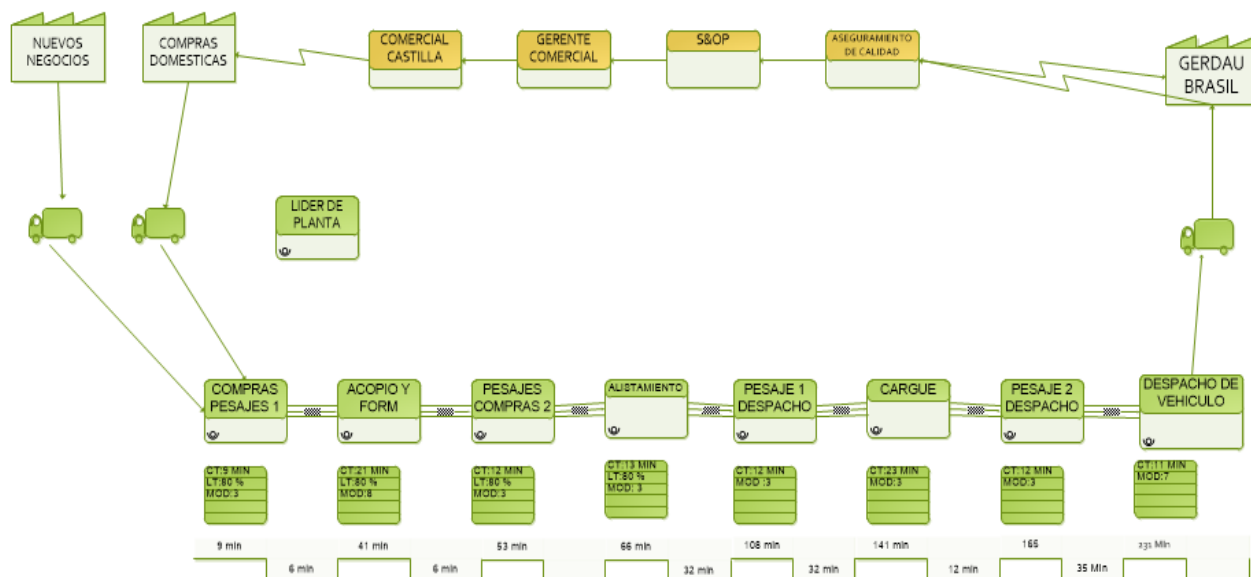 NUEVOS
NEGOCIOS
COMPRAS
DOMESTICAS
COMERCIAL
CASTILLA
GERENTE
COMERCIAL
S&OP
ASEGURAMIENTO
DE CALIDAD
GERDAU
BRASIL
LIDER DE
PLANTA
COMPRAS
PESAJES 1
ACOPIO Y
FORM
PESAJES
COMPRAS 2
ALISTAMIENTO
PESAJE 1
DESPACHO
CARGUE
PESAJE 2
DESPACHO
DESPACHO DE
VEHICULO
CT:9 MIN
LT:80 %
MOD:3
CT:21 MIN
LT:80 %
MOD:8
CT:12 MIN
LT:80 %
MOD:3
CT:13 MIN
LT:80 %
MOD: 3
CT:12 MIN
MOD :3
CT:23 MIN
MOD:3
CT:12 MIN
MOD:3
CT:11 MIN
MOD:7
9 min
41 min
53 min
66 min
108 min
141 min
165
231 Min
6 min
6 min
32 min
32 min
12 min
35 Min